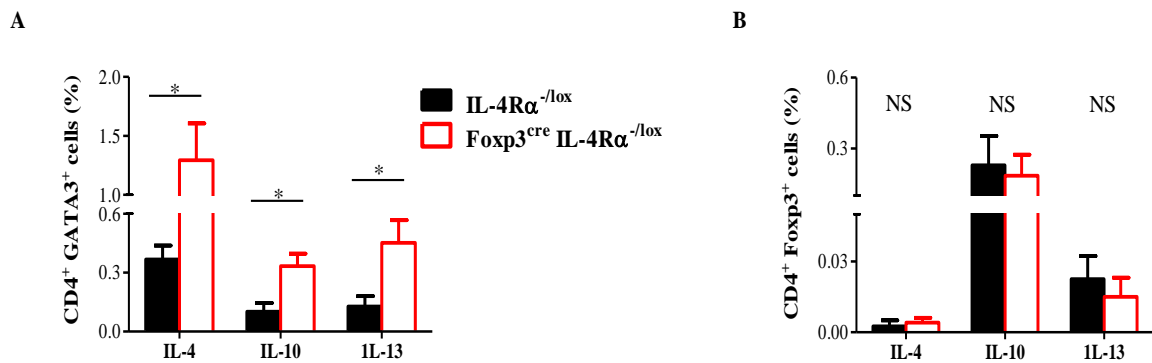 A
B
CD4⁺ GATA3⁺ cells (%)
2.0
1.5
1.0
0.6
0.3
0.0
*
*
*
IL-4
IL-10
1L-13
IL-4Rα⁻/ˡᵒˣ
Foxp3ᶜʳᵉ IL-4Rα⁻/ˡᵒˣ
CD4⁺ Foxp3⁺ cells (%)
0.6
0.3
0.03
0.00
NS
NS
NS
IL-4
IL-10
1L-13